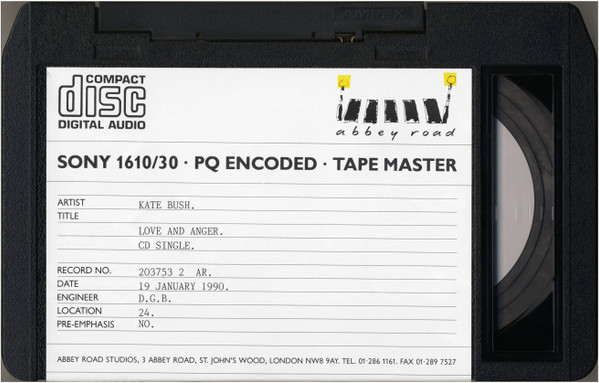 AMPEX
COMPACT
disc
DIGITAL AUDIO
abbey road
SONY 1610/30 · PQ ENCODED · TAPE MASTER
ARTIST KATE BUSH.
TITLE
LOVE AND ANGER.
CD SINGLE.
RECORD NO. 203753 2 AR.
DATE 19 JANUARY 1990.
ENGINEER D.G.B.
LOCATION 24.
PRE-EMPHASIS NO.
ABBEY ROAD STUDIOS, 3 ABBEY ROAD, ST. JOHN'S WOOD, LONDON NW8 9AY. TEL. 01·286 1161. FAX 01·289 7527